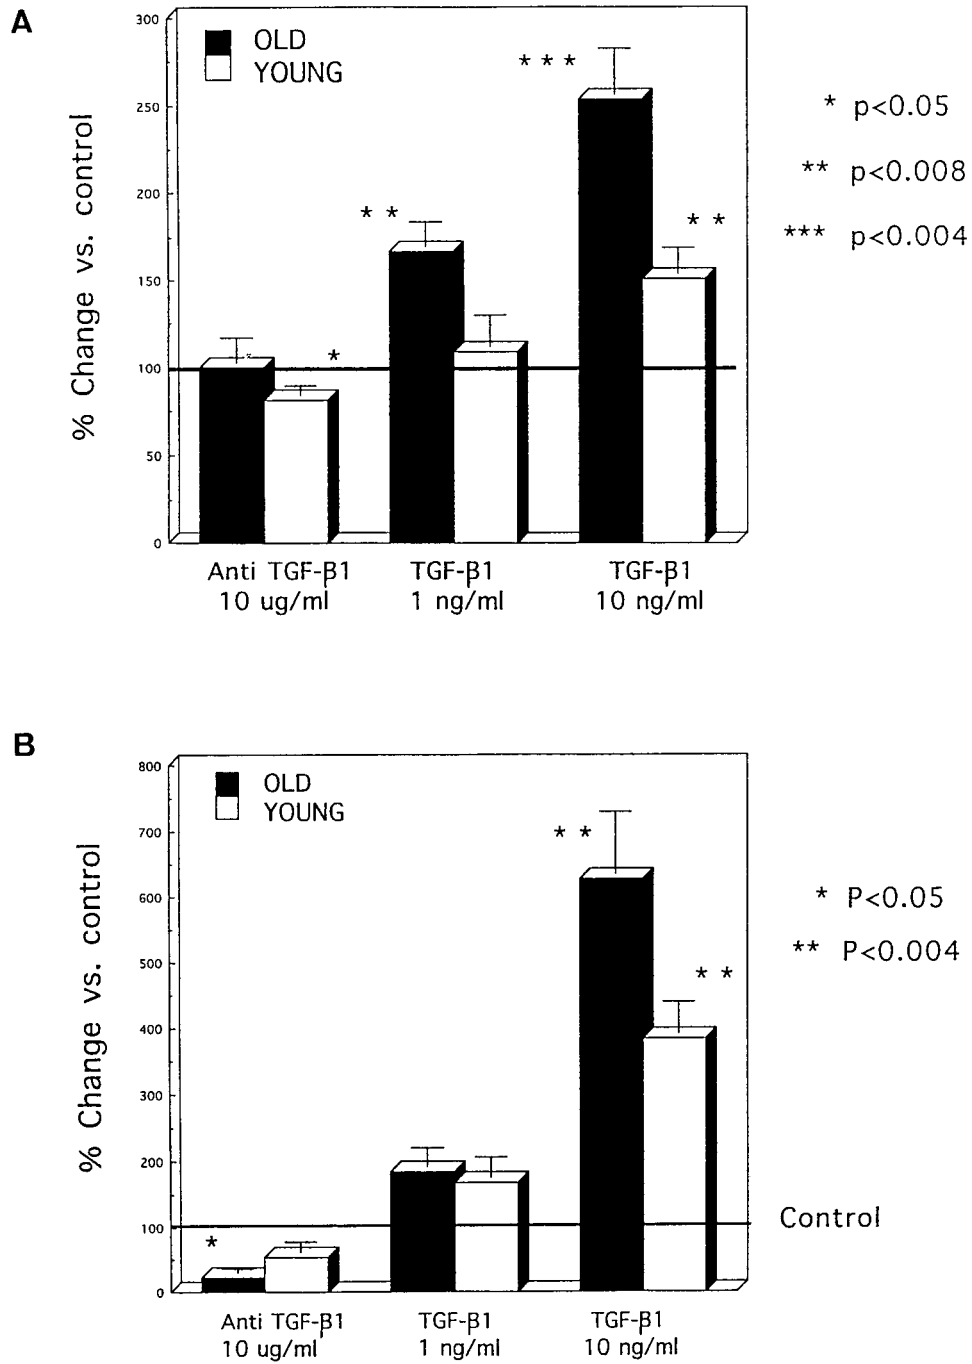 A
OLD
YOUNG
% Change vs. control
300
250
200
150
100
50
0
* * *
* *
* *
*
* p<0.05
** p<0.008
*** p<0.004
Anti TGF-β1
10 ug/ml
TGF-β1
1 ng/ml
TGF-β1
10 ng/ml
B
OLD
YOUNG
% Change vs. control
800
700
600
500
400
300
200
100
0
* *
* *
*
* P<0.05
** P<0.004
Control
Anti TGF-β1
10 ug/ml
TGF-β1
1 ng/ml
TGF-β1
10 ng/ml